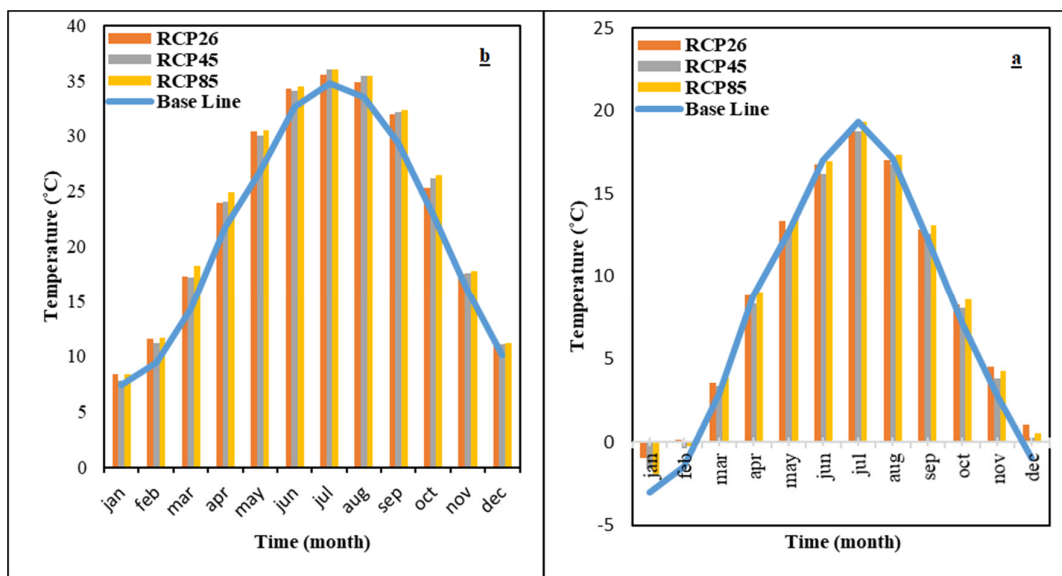 b
RCP26
RCP45
RCP85
Base Line
40
35
30
25
20
15
10
5
0
Temperature (˚C)
jan
feb
mar
apr
may
jun
jul
aug
sep
oct
nov
dec
Time (month)
a
RCP26
RCP45
RCP85
Base Line
25
20
15
10
5
0
-5
Temperature (˚C)
jan
feb
mar
apr
may
jun
jul
aug
sep
oct
nov
dec
Time (month)